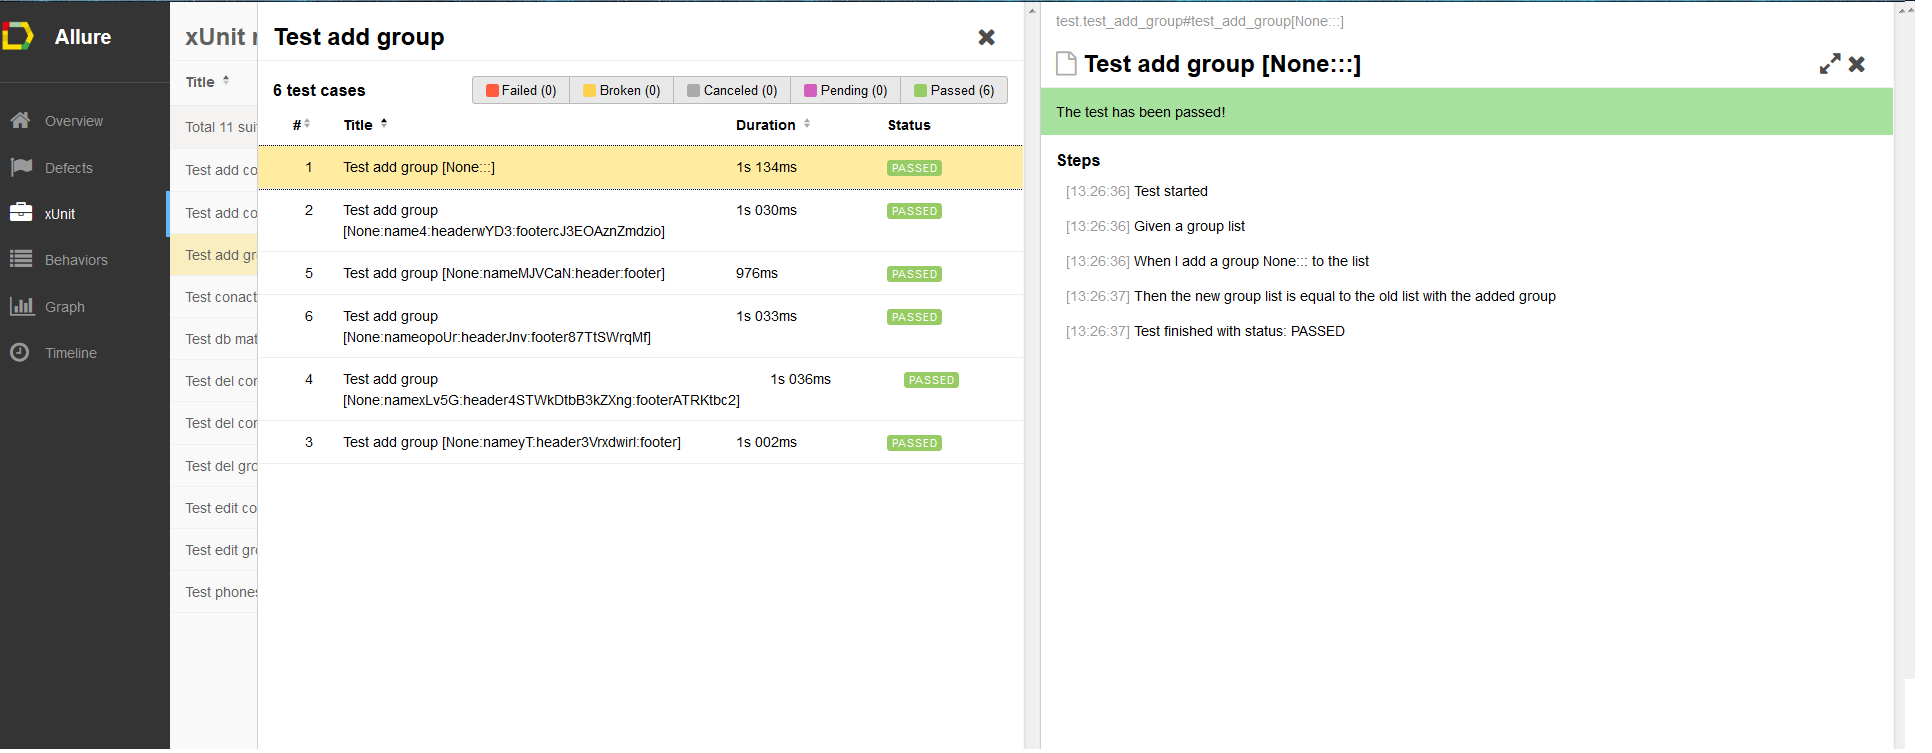 Allure
Overview
Defects
xUnit
Behaviors
Graph
Timeline
xUnit
Title
Total 11 sui
Test add co
Test add co
Test add gr
Test conact
Test db mat
Test del cor
Test del cor
Test del gro
Test edit co
Test edit gro
Test phones
Test add group
6 test cases
Failed (0)
Broken (0)
Canceled (0)
Pending (0)
Passed (6)
# Title Duration Status
1 Test add group [None:::] 1s 134ms PASSED
2 Test add group 1s 030ms PASSED
[None:name4:headerwYD3:footercJ3EOAznZmdzio]
5 Test add group [None:nameMJVCaN:header:footer] 976ms PASSED
6 Test add group 1s 033ms PASSED
[None:nameopoUr:headerJnv:footer87TtSWrqMf]
4 Test add group 1s 036ms PASSED
[None:namexLv5G:header4STWkDtbB3kZXng:footerATRKtbc2]
3 Test add group [None:nameyT:header3Vrxdwirl:footer] 1s 002ms PASSED
test.test_add_group#test_add_group[None:::]
Test add group [None:::]
The test has been passed!
Steps
[13:26:36] Test started
[13:26:36] Given a group list
[13:26:36] When I add a group None::: to the list
[13:26:37] Then the new group list is equal to the old list with the added group
[13:26:37] Test finished with status: PASSED